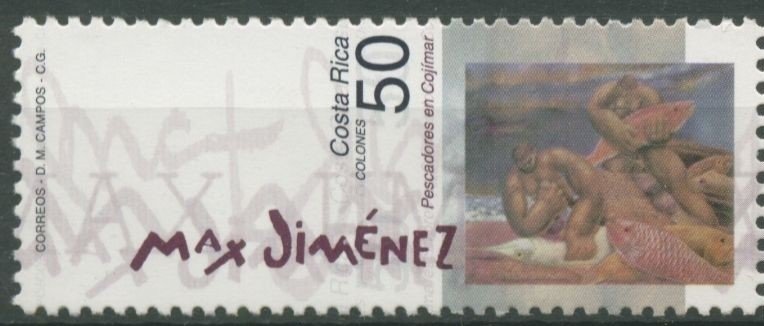 CORREOS - D. M. CAMPOS - C.G.
Costa Rica
COLONES
50
Pescadores en Cojímar
MAX JIMÉNEZ